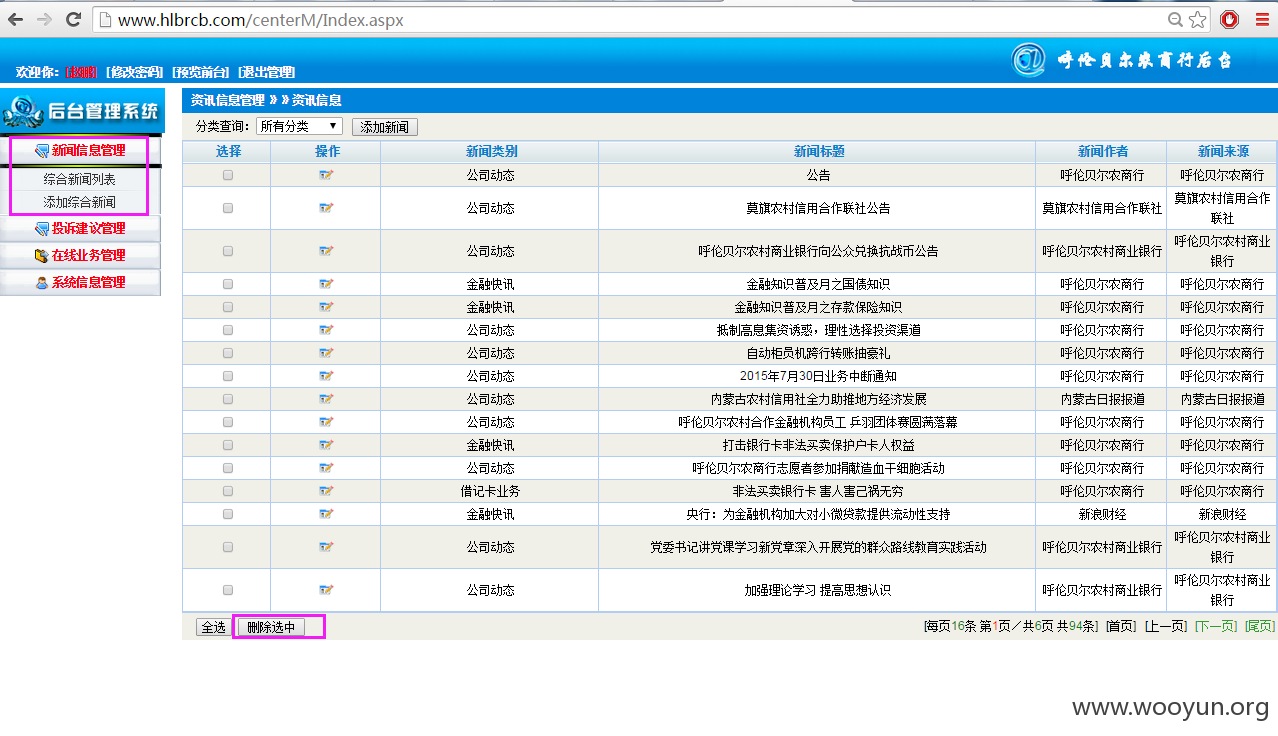 www.hlbrcb.com/centerM/Index.aspx
呼伦贝尔农商行后台
欢迎你: [赵鹏] [修改密码] [预览前台] [退出管理]
后台管理系统
新闻信息管理
综合新闻列表
添加综合新闻
投诉建议管理
在线业务管理
系统信息管理
资讯信息管理 》 》资讯信息
分类查询: 所有分类 ▼ 添加新闻
选择 操作 新闻类别 新闻标题 新闻作者 新闻来源
公司动态 公告 呼伦贝尔农商行 呼伦贝尔农商行
公司动态 莫旗农村信用合作联社公告 莫旗农村信用合作联社 莫旗农村信用合作
联社
公司动态 呼伦贝尔农村商业银行向公众兑换抗战币公告 呼伦贝尔农村商业银行 呼伦贝尔农村商业
银行
金融快讯 金融知识普及月之国债知识 呼伦贝尔农商行 呼伦贝尔农商行
金融快讯 金融知识普及月之存款保险知识 呼伦贝尔农商行 呼伦贝尔农商行
公司动态 抵制高息集资诱惑，理性选择投资渠道 呼伦贝尔农商行 呼伦贝尔农商行
公司动态 自动柜员机跨行转账抽豪礼 呼伦贝尔农商行 呼伦贝尔农商行
公司动态 2015年7月30日业务中断通知 呼伦贝尔农商行 呼伦贝尔农商行
公司动态 内蒙古农村信用社全力助推地方经济发展 内蒙古日报报道 内蒙古日报报道
公司动态 呼伦贝尔农村合作金融机构员工 乒羽团体赛圆满落幕 呼伦贝尔农商行 呼伦贝尔农商行
金融快讯 打击银行卡非法买卖保护户卡人权益 呼伦贝尔农商行 呼伦贝尔农商行
公司动态 呼伦贝尔农商行志愿者参加捐献造血干细胞活动 呼伦贝尔农商行 呼伦贝尔农商行
借记卡业务 非法买卖银行卡 害人害己祸无穷 呼伦贝尔农商行 呼伦贝尔农商行
金融快讯 央行：为金融机构加大对小微贷款提供流动性支持 新浪财经 新浪财经
公司动态 党委书记讲党课学习新党章深入开展党的群众路线教育实践活动 呼伦贝尔农村商业银行 呼伦贝尔农村商业
银行
公司动态 加强理论学习 提高思想认识 呼伦贝尔农村商业银行 呼伦贝尔农村商业
银行
全选 删除选中 [每页16条 第1页／共6页 共94条] [首页] [上一页] [下一页] [尾页]
www.wooyun.org